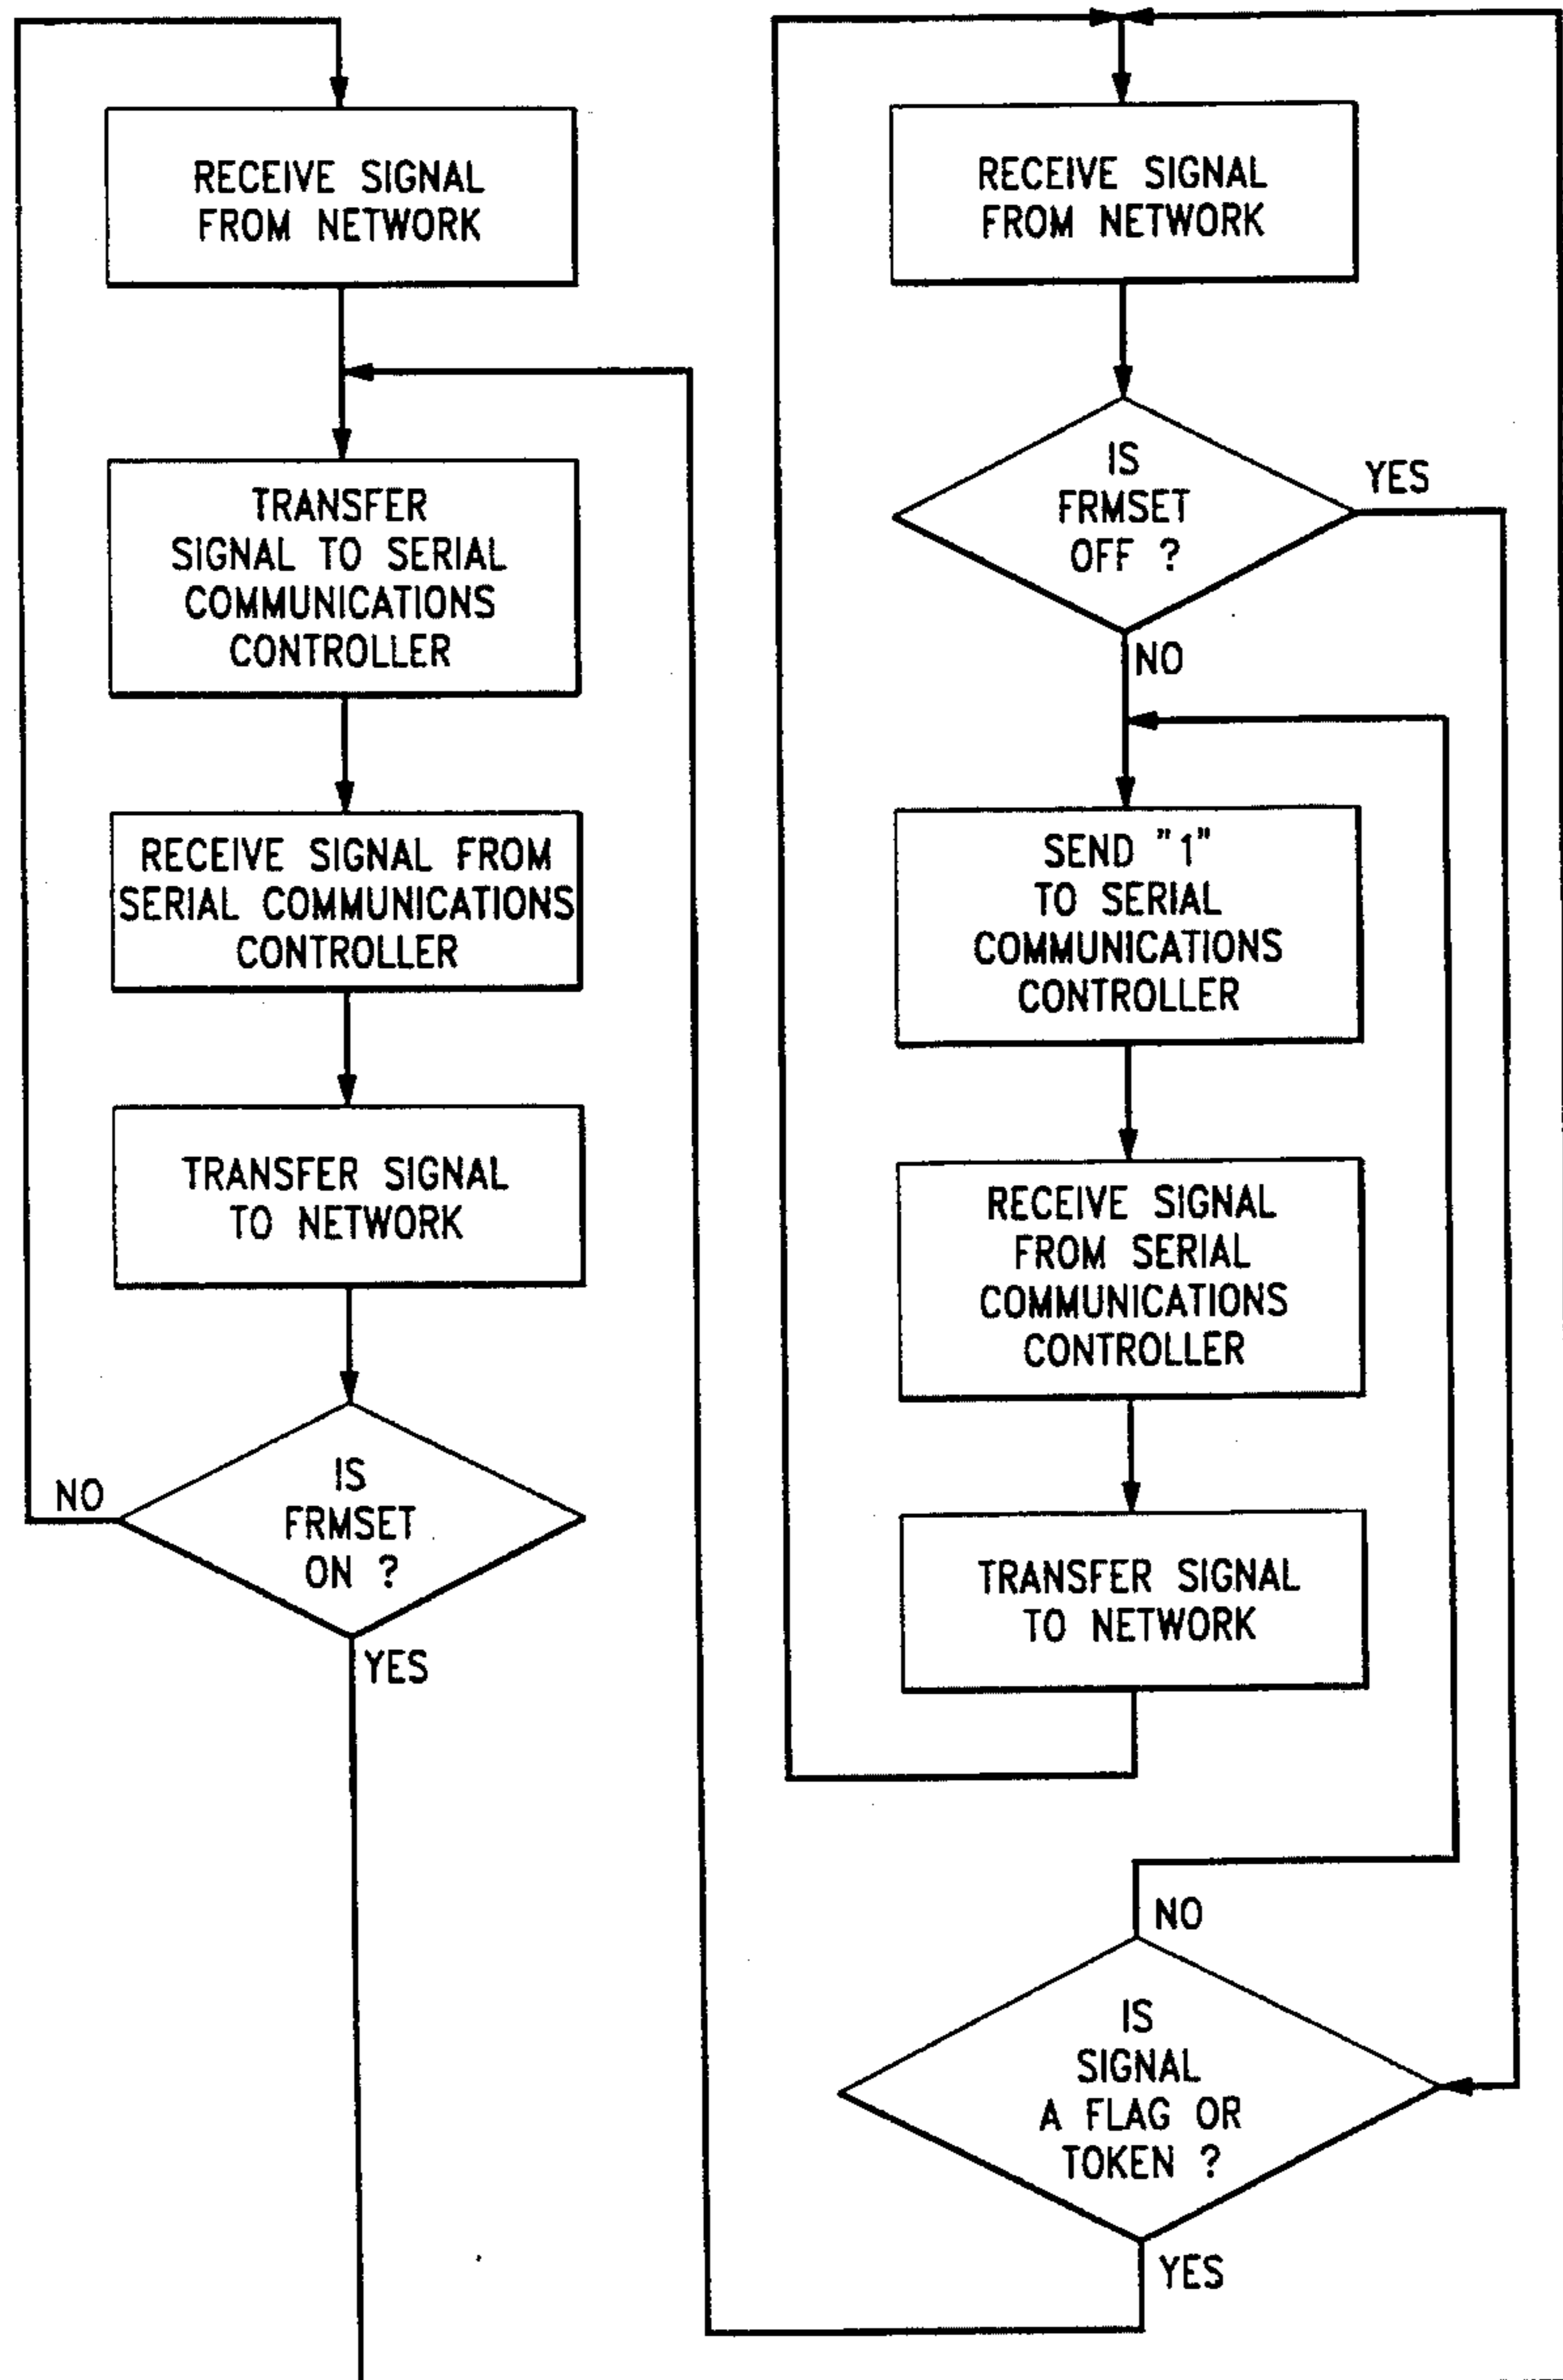 RECEIVE SIGNAL
FROM NETWORK
TRANSFER
SIGNAL TO SERIAL
COMMUNICATIONS
CONTROLLER
RECEIVE SIGNAL FROM
SERIAL COMMUNICATIONS
CONTROLLER
TRANSFER SIGNAL
TO NETWORK
IS
FRMSET
ON ?
NO
YES
RECEIVE SIGNAL
FROM NETWORK
IS
FRMSET
OFF ?
YES
NO
SEND "1"
TO SERIAL
COMMUNICATIONS
CONTROLLER
RECEIVE SIGNAL
FROM SERIAL
COMMUNICATIONS
CONTROLLER
TRANSFER SIGNAL
TO NETWORK
NO
IS
SIGNAL
A FLAG OR
TOKEN ?
YES